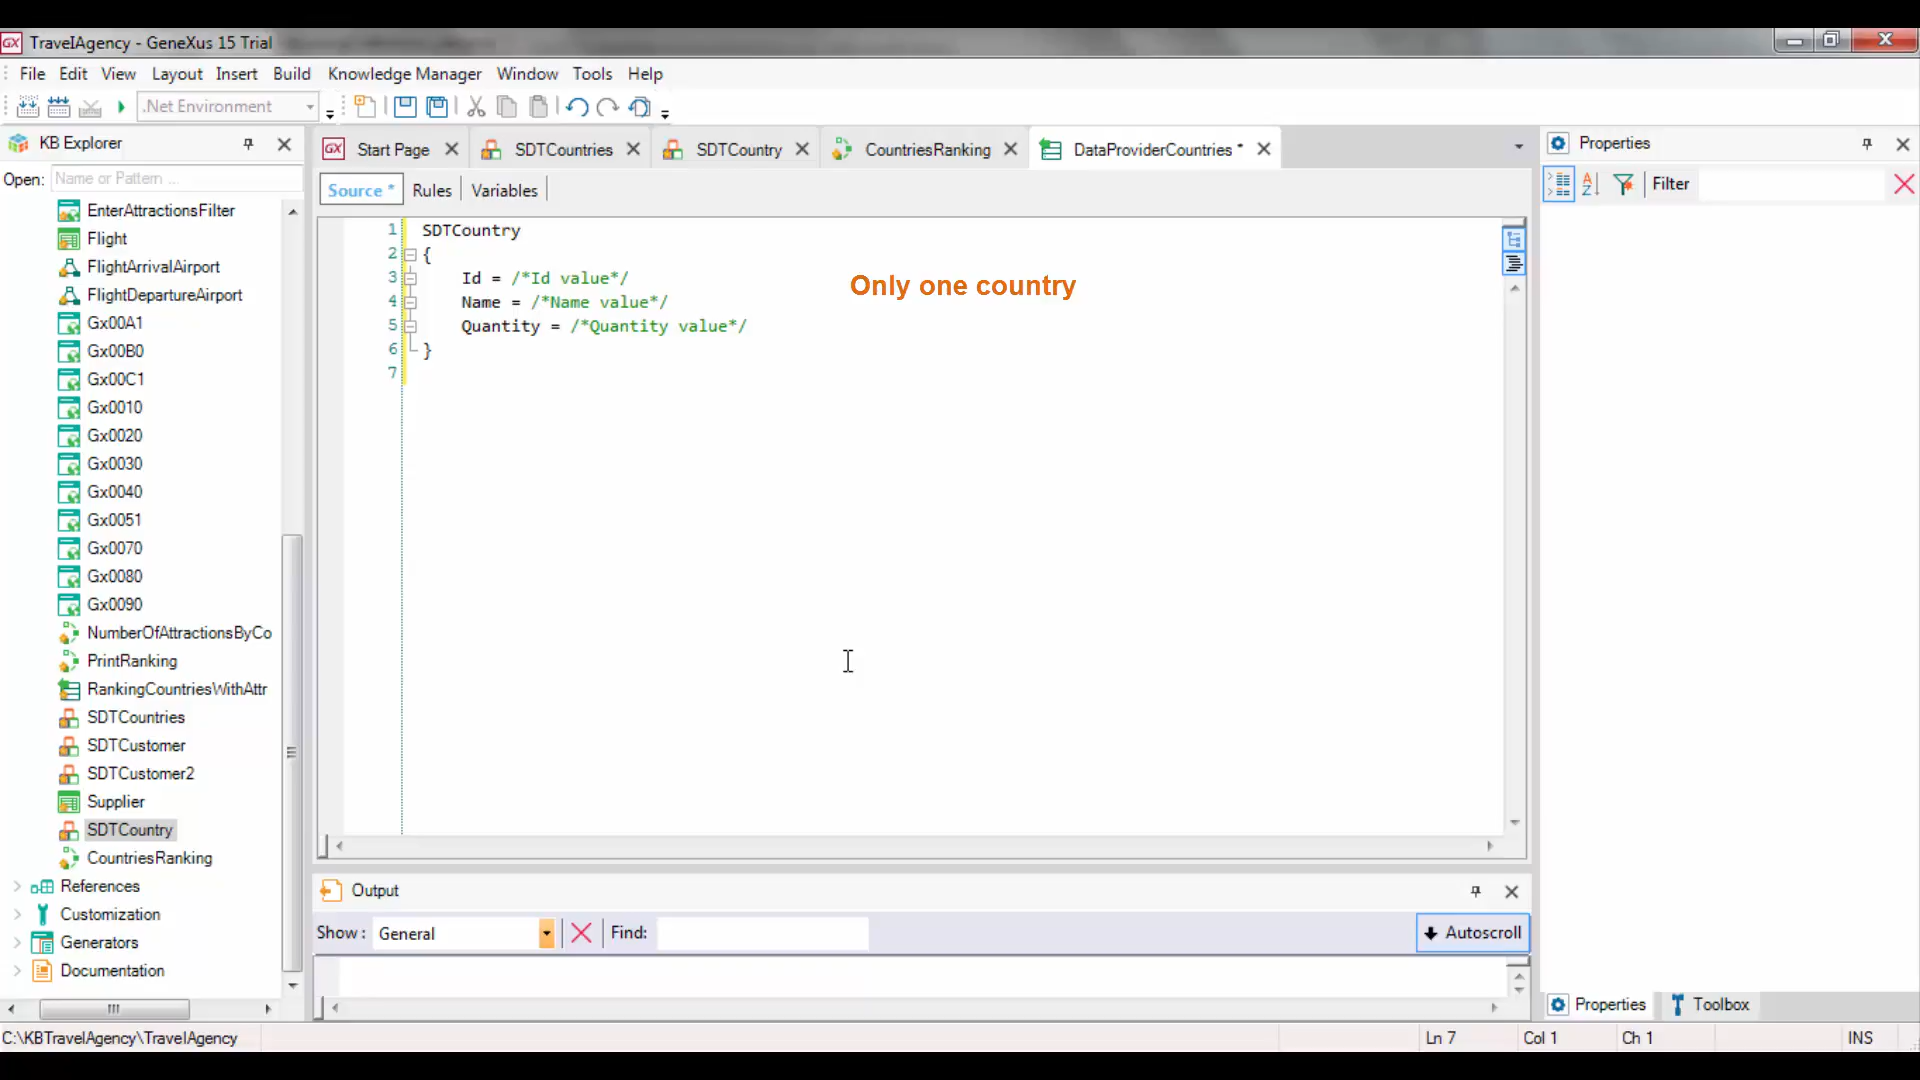 TravelAgency - GeneXus 15 Trial
File Edit View Layout Insert Build Knowledge Manager Window Tools Help
.Net Environment
KB Explorer
Open: Name or Pattern ...
EnterAttractionsFilter
Flight
FlightArrivalAirport
FlightDepartureAirport
Gx00A1
Gx00B0
Gx00C1
Gx0010
Gx0020
Gx0030
Gx0040
Gx0051
Gx0070
Gx0080
Gx0090
NumberOfAttractionsByCo
PrintRanking
RankingCountriesWithAttr
SDTCountries
SDTCustomer
SDTCustomer2
Supplier
SDTCountry
CountriesRanking
References
Customization
Generators
Documentation
Start Page SDTCountries SDTCountry CountriesRanking DataProviderCountries *
Source * Rules Variables
1 SDTCountry
2 {
3 Id = /*Id value*/
4 Name = /*Name value*/
5 Quantity = /*Quantity value*/
6 }
7
Only one country
Output
Show: General Find: Autoscroll
Properties
Filter
Properties Toolbox
C:\KBTravelAgency\TravelAgency Ln 7 Col 1 Ch 1 INS